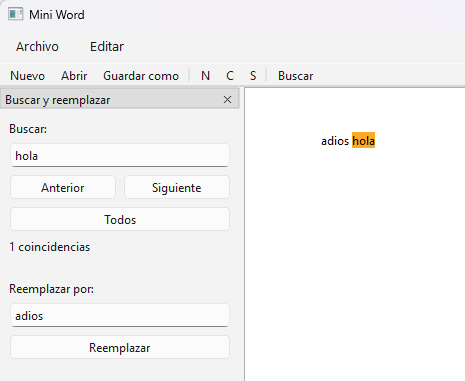 Mini Word
Archivo Editar
Nuevo Abrir Guardar como N C S Buscar
Buscar y reemplazar
Buscar:
hola
Anterior Siguiente
Todos
1 coincidencias
Reemplazar por:
adios
Reemplazar
adios hola